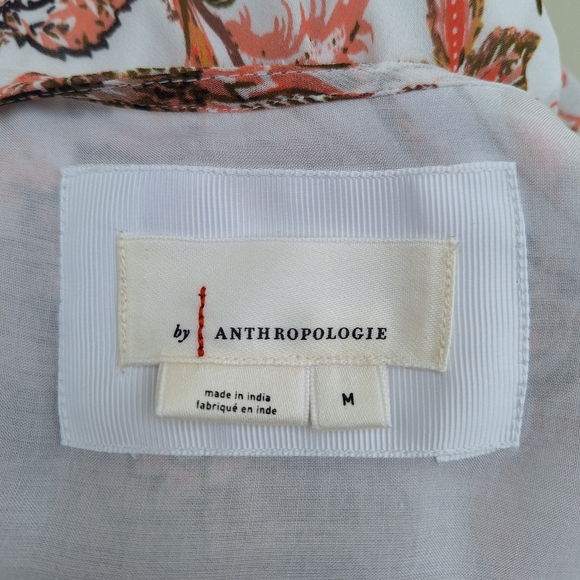 by ANTHROPOLOGIE
made in india
fabriqué en inde
M